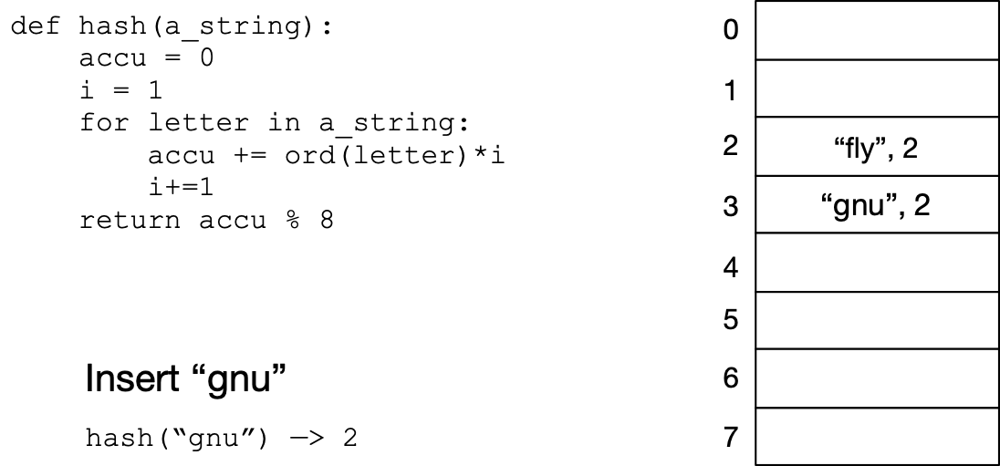 def hash(a_string):
    accu = 0
    i = 1
    for letter in a_string:
        accu += ord(letter)*i
        i+=1
    return accu % 8
Insert “gnu”
hash(“gnu”) —> 2
0
1
2 “fly”, 2
3 “gnu”, 2
4
5
6
7